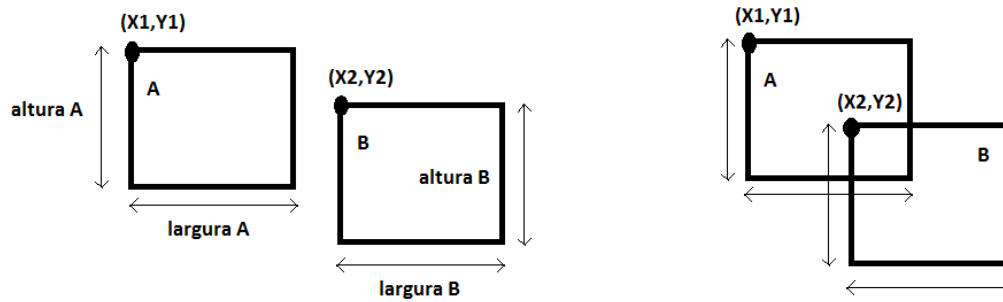 (X1,Y1)
A
altura A
largura A
(X2,Y2)
B
altura B
largura B
(X1,Y1)
A
(X2,Y2)
B